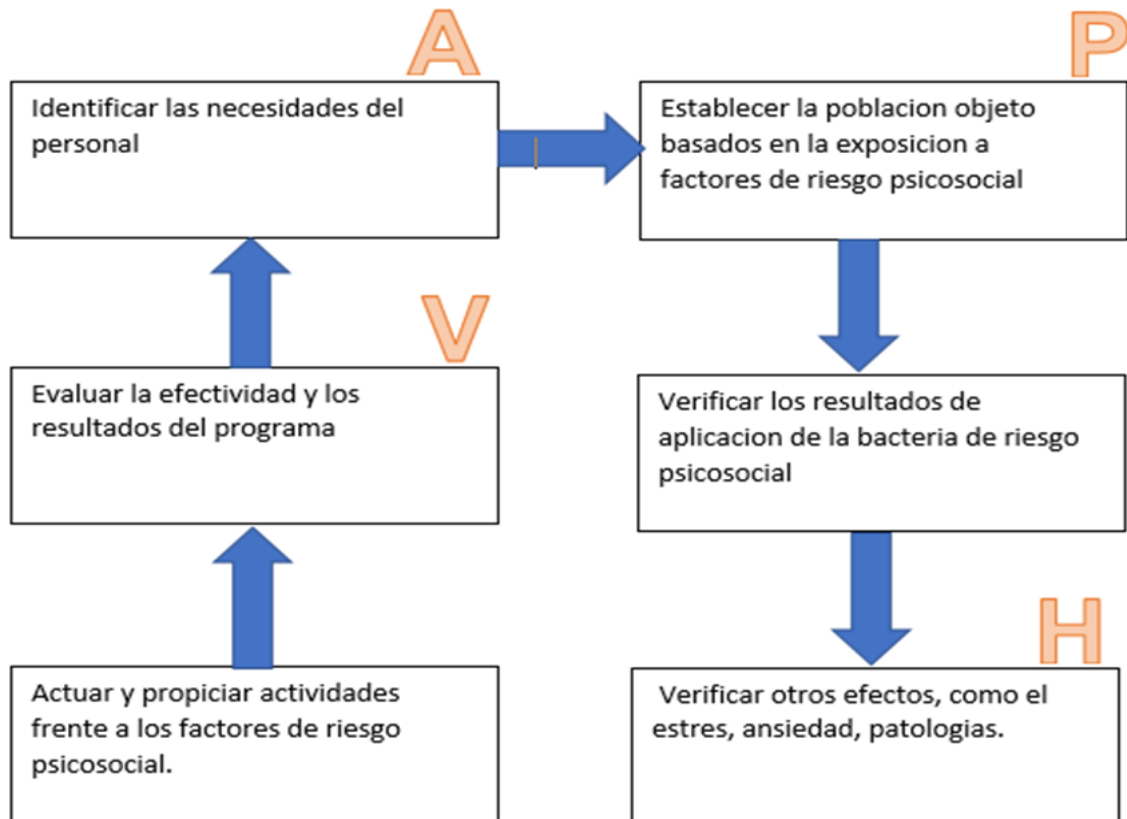 A
Identificar las necesidades del
personal
P
Establecer la poblacion objeto
basados en la exposicion a
factores de riesgo psicosocial
V
Evaluar la efectividad y los
resultados del programa
Verificar los resultados de
aplicacion de la bacteria de riesgo
psicosocial
Actuar y propiciar actividades
frente a los factores de riesgo
psicosocial.
H
Verificar otros efectos, como el
estres, ansiedad, patologias.